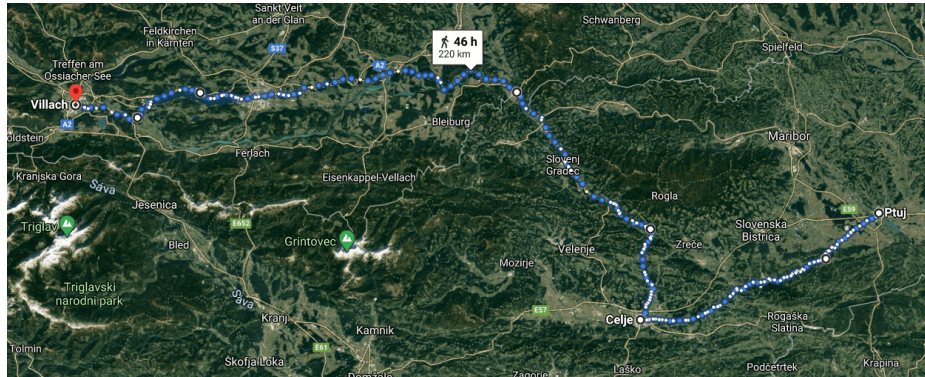 Sankt Veit
an der Glan
Schwanberg
Feldkirchen
in Kärnten
S37
46 h
220 km
Spielfeld
A2
Treffen am
Ossiacher See
Villach
A2
Bleiburg
Maribor
Ferlach
Slovenj
Gradec
Kranjska Gora
Eisenkappel-Vellach
Sava
Rogla
Jesenica
E59
Ptuj
Triglav
E652
Slovenska
Bistrica
Grintovec
Bled
Zreče
Velenje
Mozirje
Triglavski
narodni park
Sava
E57
Celje
Kranj
Rogaška
Slatina
Kamnik
E61
Tolmin
Škofja Loka
Laško
Podčetrtek
Krapina
Zagorje